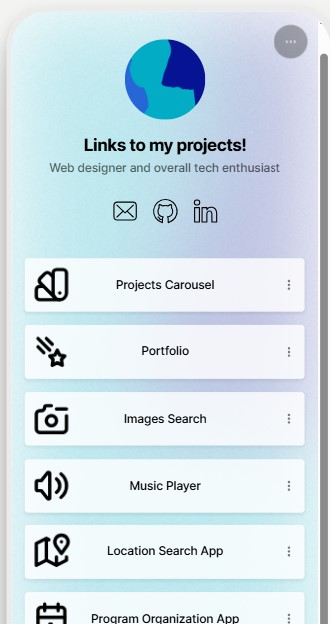 Links to my projects!
Web designer and overall tech enthusiast
in
Projects Carousel
Portfolio
Images Search
Music Player
Location Search App
Program Organization App